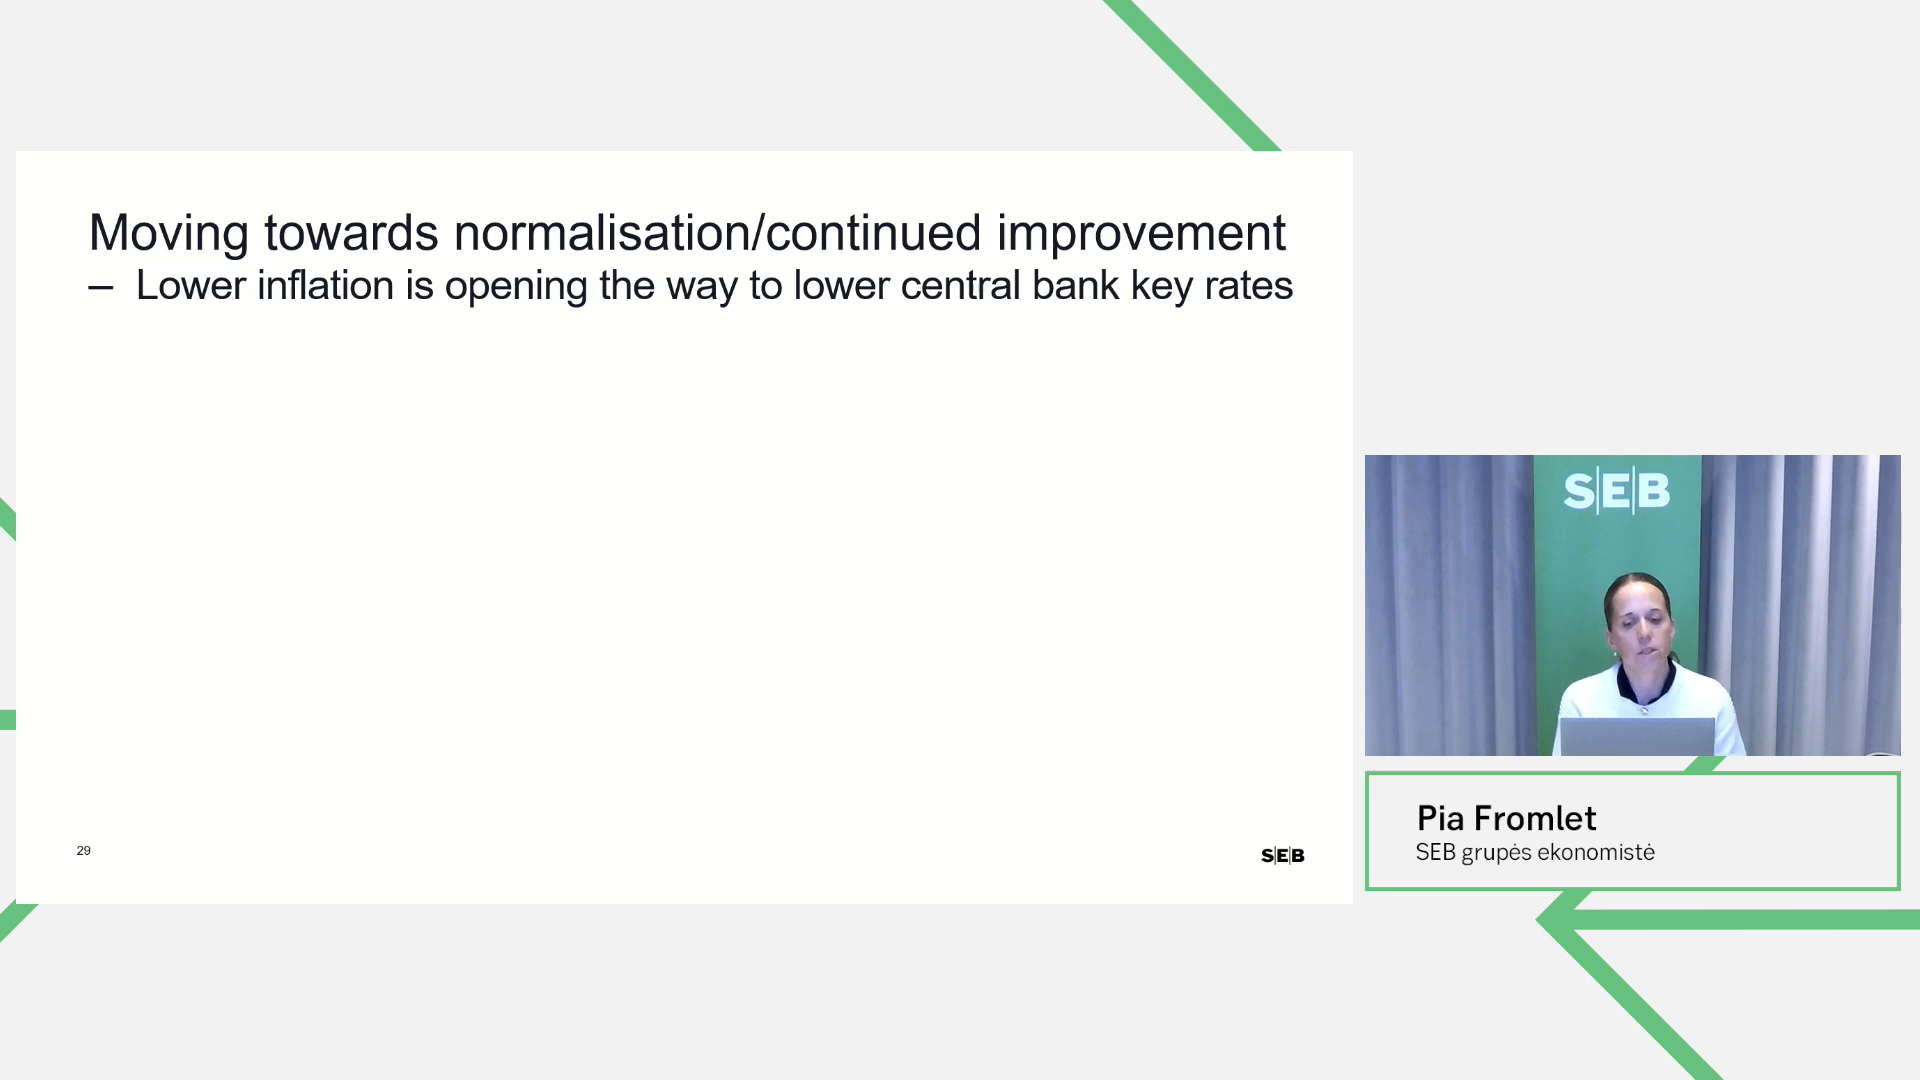 Moving towards normalisation/continued improvement
– Lower inflation is opening the way to lower central bank key rates
29
SEB
SEB
Pia Fromlet
SEB grupės ekonomistė